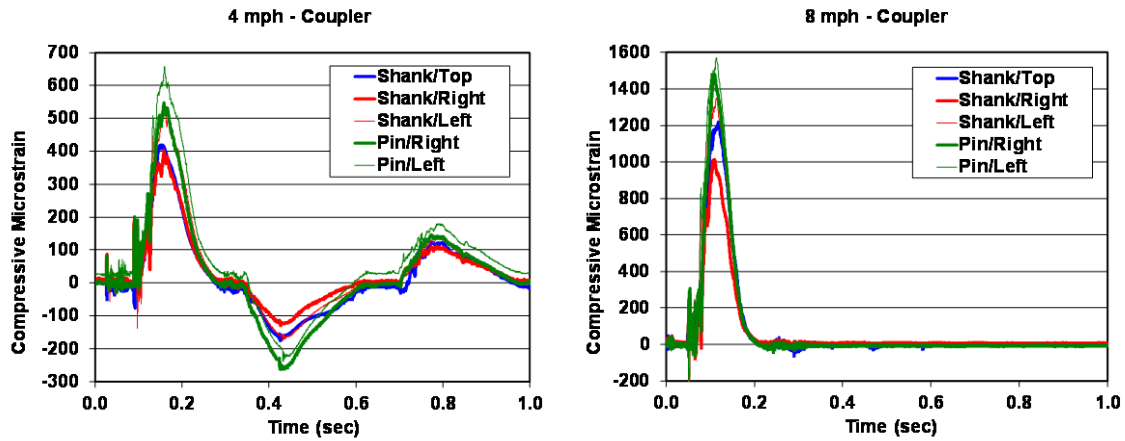 4 mph - Coupler
700
600
500
400
300
200
100
0
-100
-200
-300
Compressive Microstrain
Shank/Top
Shank/Right
Shank/Left
Pin/Right
Pin/Left
0.0 0.2 0.4 0.6 0.8 1.0
Time (sec)
8 mph - Coupler
1600
1400
1200
1000
800
600
400
200
0
-200
Compressive Microstrain
Shank/Top
Shank/Right
Shank/Left
Pin/Right
Pin/Left
0.0 0.2 0.4 0.6 0.8 1.0
Time (sec)